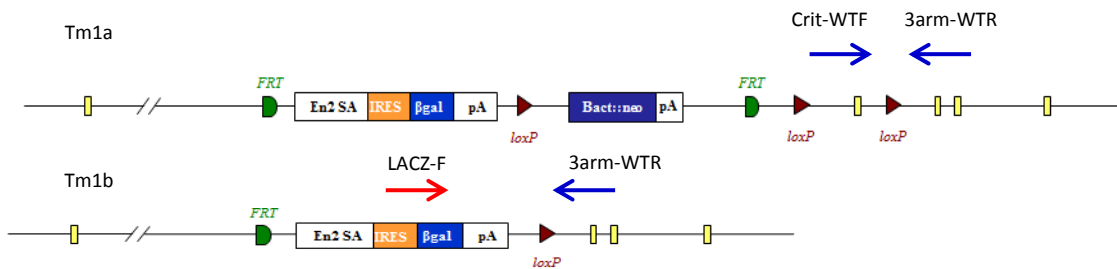 Crit-WTF 3arm-WTR
Tm1a
FRT FRT
En2 SA IRES βgal pA Bact::neo pA
loxP loxP loxP
LACZ-F 3arm-WTR
Tm1b
FRT
En2 SA IRES βgal pA
loxP